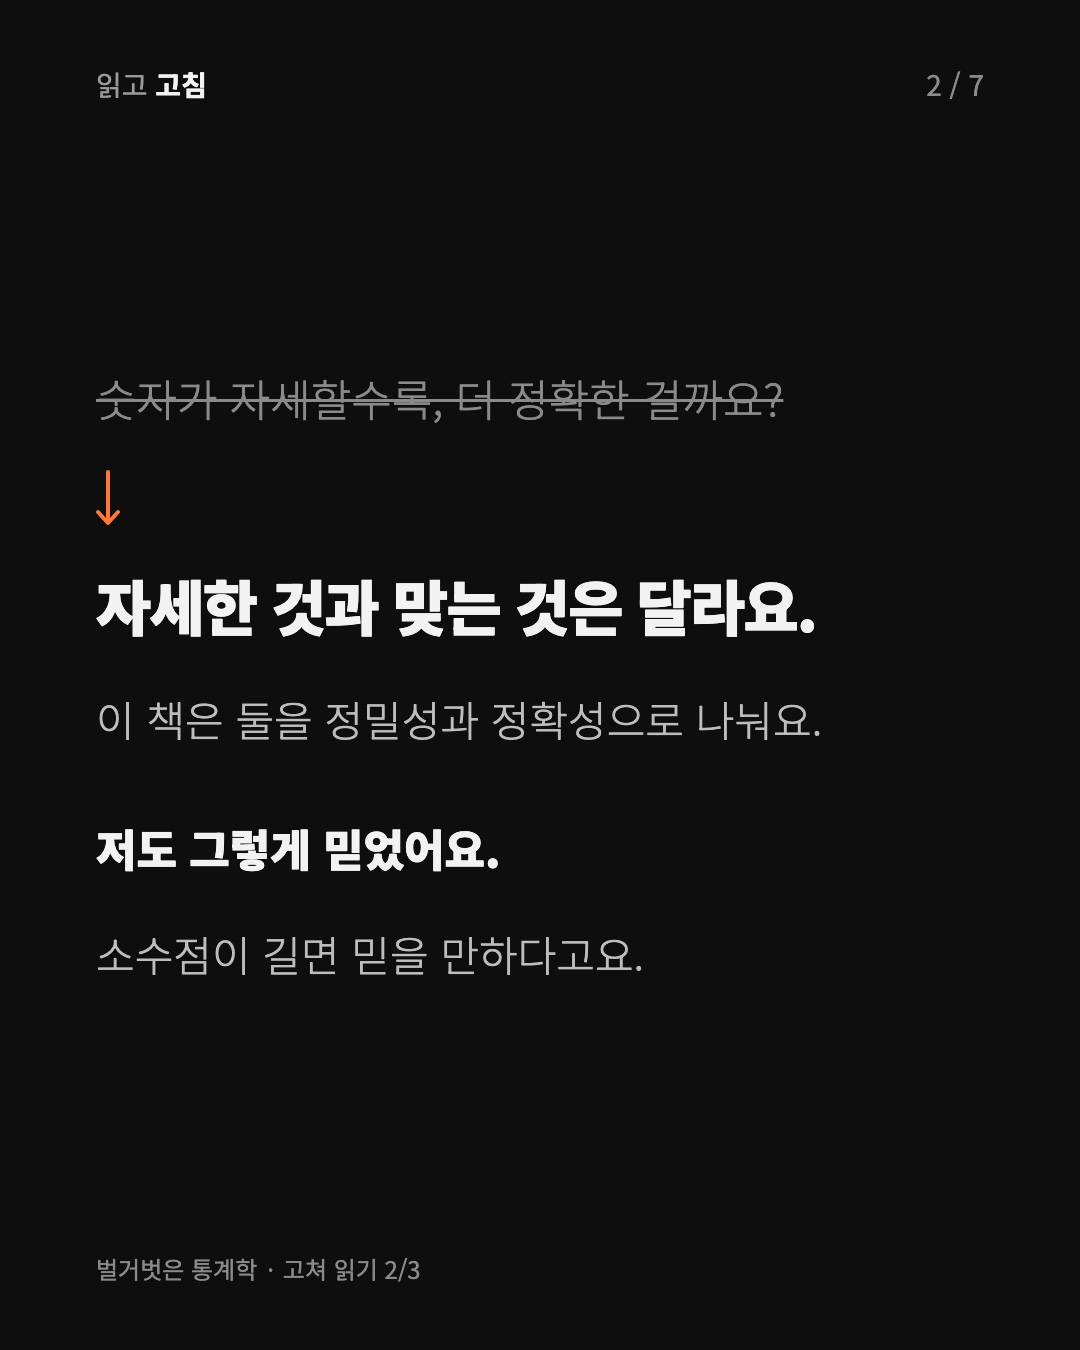 읽고 고침
2 / 7
숫자가 자세할수록, 더 정확한 걸까요?
자세한 것과 맞는 것은 달라요.
이 책은 둘을 정밀성과 정확성으로 나눠요.
저도 그렇게 믿었어요.
소수점이 길면 믿을 만하다고요.
벌거벗은 통계학 · 고쳐 읽기 2/3